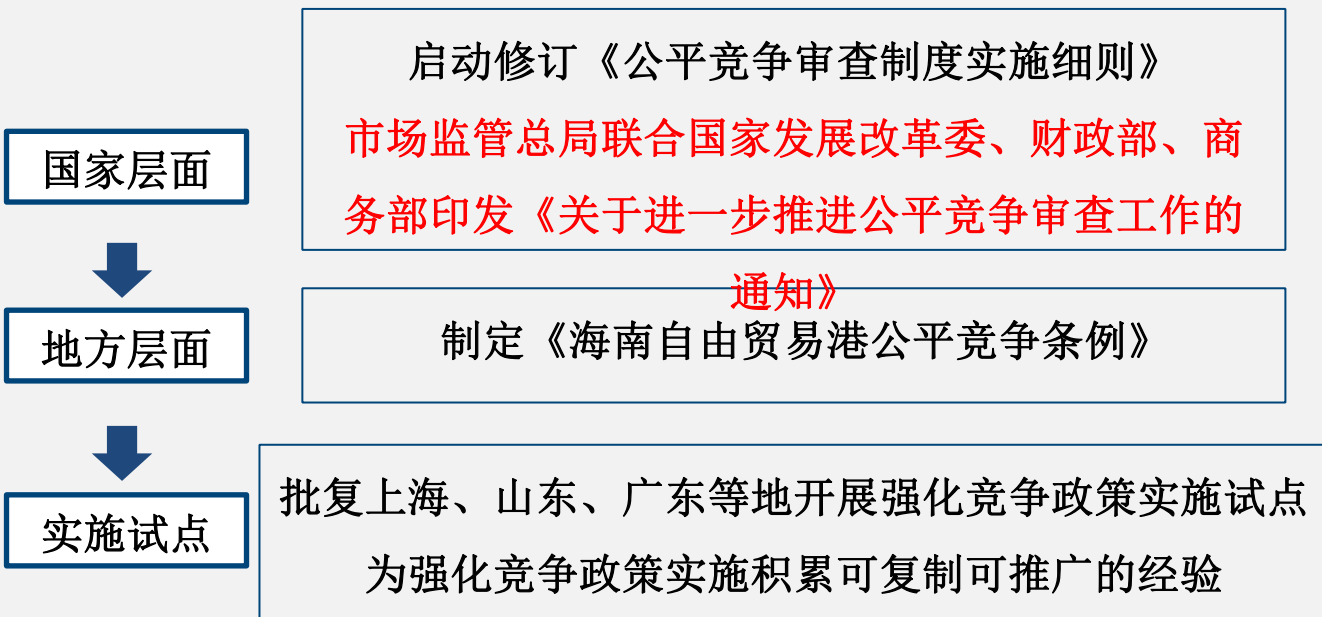 启动修订《公平竞争审查制度实施细则》
市场监管总局联合国家发展改革委、财政部、商
务部印发《关于进一步推进公平竞争审查工作的
通知》
国家层面
地方层面
制定《海南自由贸易港公平竞争条例》
实施试点
批复上海、山东、广东等地开展强化竞争政策实施试点
为强化竞争政策实施积累可复制可推广的经验